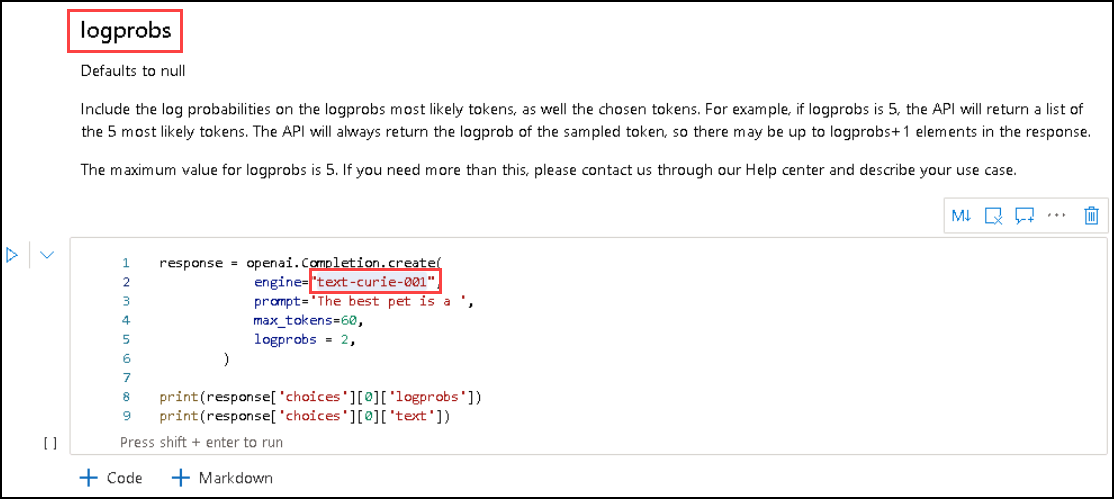 logprobs
Defaults to null
Include the log probabilities on the logprobs most likely tokens, as well the chosen tokens. For example, if logprobs is 5, the API will return a list of
the 5 most likely tokens. The API will always return the logprob of the sampled token, so there may be up to logprobs+1 elements in the response.
The maximum value for logprobs is 5. If you need more than this, please contact us through our Help center and describe your use case.
M↓
1 response = openai.Completion.create(
2 engine="text-curie-001",
3 prompt='The best pet is a ',
4 max_tokens=60,
5 logprobs = 2,
6 )
7
8 print(response['choices'][0]['logprobs'])
9 print(response['choices'][0]['text'])
[ ] Press shift + enter to run
+ Code + Markdown